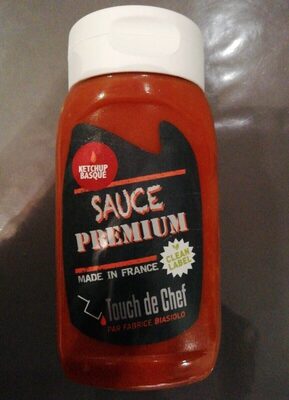 KETCHUP
BASQUE
SAUCE
PREMIUM
MADE IN FRANCE
CLEAN
LABEL
Touch de Chef
PAR FABRICE BIASIOLO